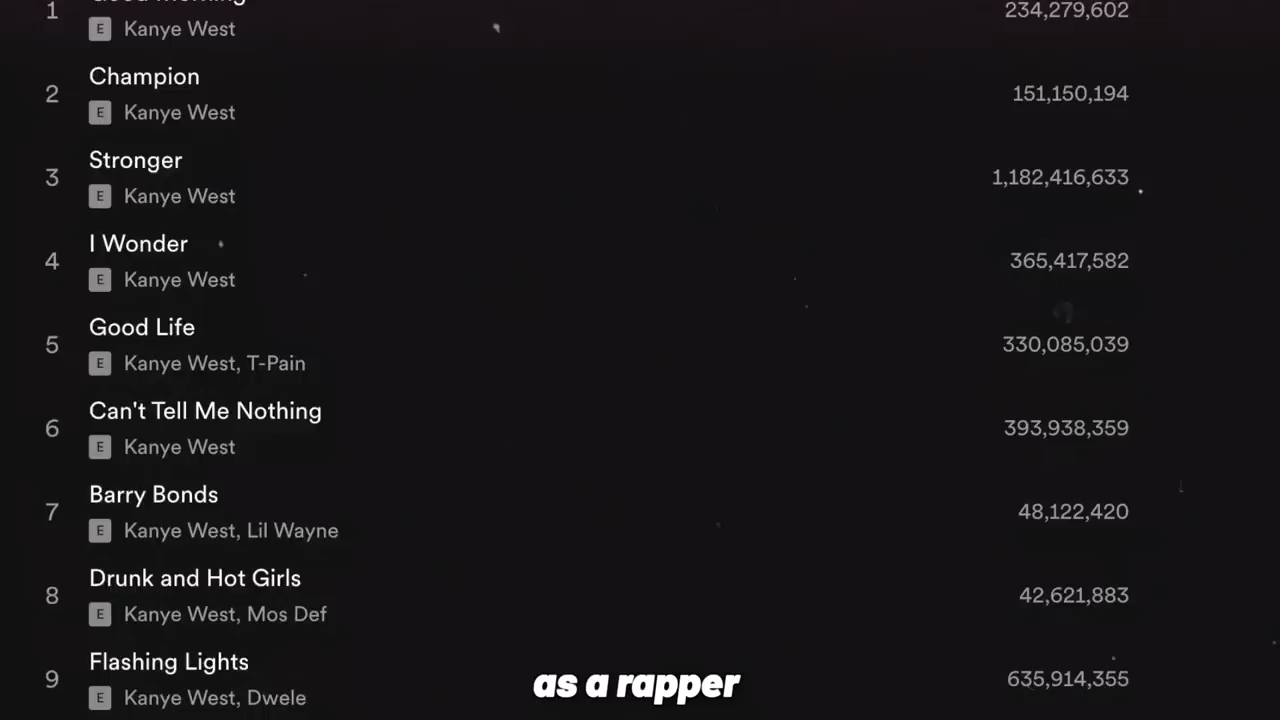 1
234,279,602
E Kanye West
Champion
2
151,150,194
E Kanye West
Stronger
3
1,182,416,633
E Kanye West
I Wonder
4
365,417,582
E Kanye West
Good Life
5
330,085,039
E Kanye West, T-Pain
Can't Tell Me Nothing
6
393,938,359
E Kanye West
Barry Bonds
7
48,122,420
E Kanye West, Lil Wayne
Drunk and Hot Girls
8
42,621,883
E Kanye West, Mos Def
Flashing Lights
9
635,914,355
E Kanye West, Dwele
as a rapper